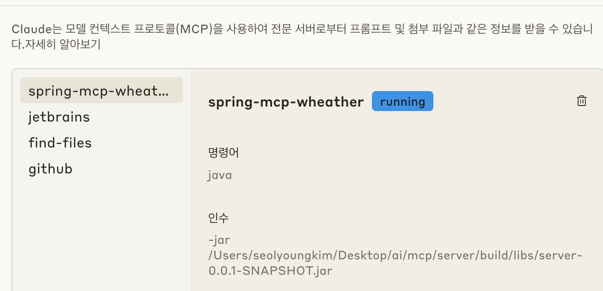 Claude는 모델 컨텍스트 프로토콜(MCP)을 사용하여 전문 서버로부터 프롬프트 및 첨부 파일과 같은 정보를 받을 수 있습니
다.자세히 알아보기
spring-mcp-wheat...
jetbrains
find-files
github
spring-mcp-wheather running
명령어
java
인수
-jar
/Users/seolyoungkim/Desktop/ai/mcp/server/build/libs/server-
0.0.1-SNAPSHOT.jar